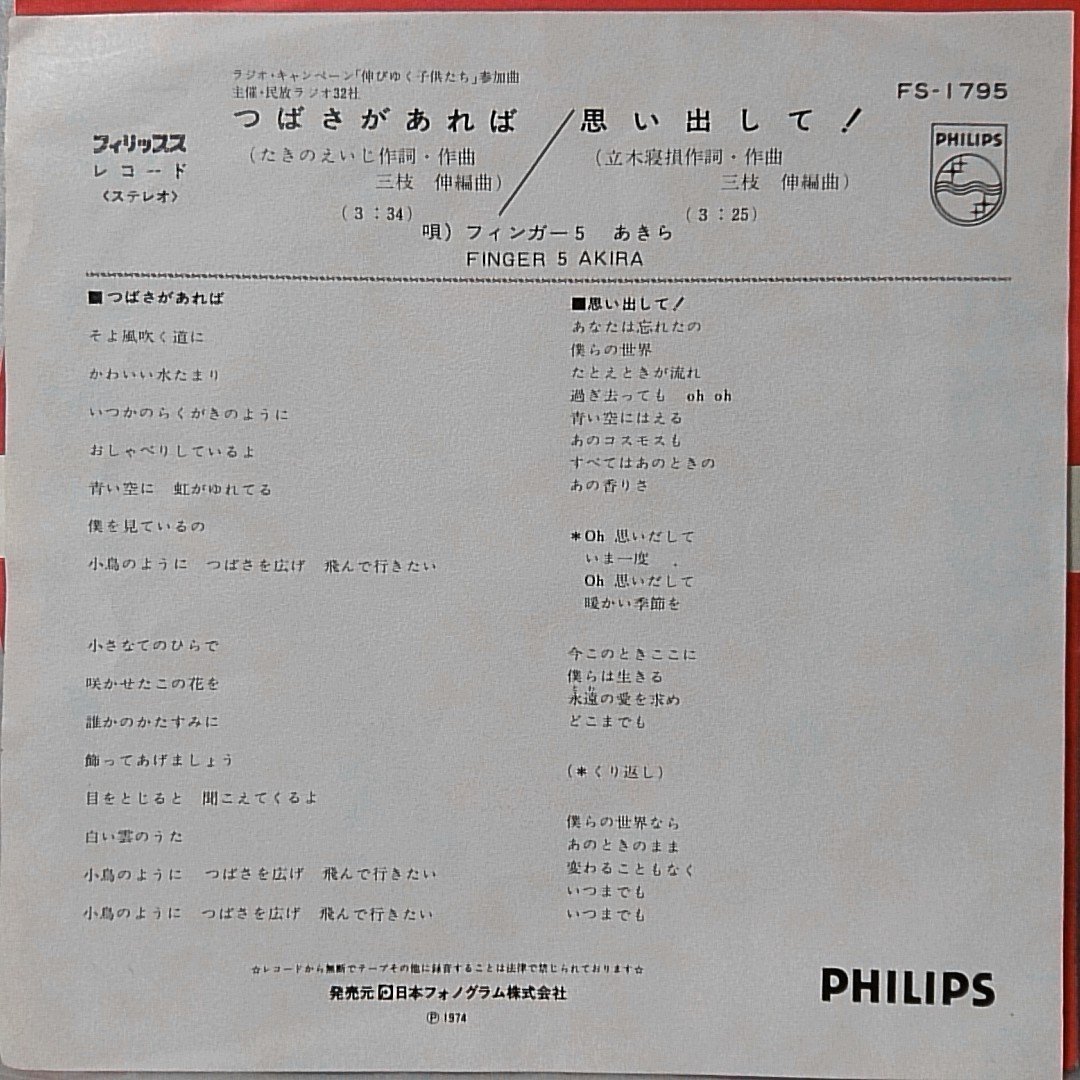 ラジオ・キャンペーン「伸びゆく子供たち」参加曲
主催・民放ラジオ32社
つばさがあれば／思い出して！
FS-1795
フィリップス
レコード
〈ステレオ〉
(たきのえいじ作詞・作曲
三枝 伸編曲)
(3：34)
(立木寝損作詞・作曲
三枝 伸編曲)
(3：25)
PHILIPS
唄）フィンガー5 あきら
FINGER 5 AKIRA
■つばさがあれば
そよ風吹く道に
かわいい水たまり
いつかのらくがきのように
おしゃべりしているよ
青い空に 虹がゆれてる
僕を見ているの
小鳥のように つばさを広げ 飛んで行きたい
小さなてのひらで
咲かせたこの花を
誰かのかたすみに
飾ってあげましょう
目をとじると 聞こえてくるよ
白い雲のうた
小鳥のように つばさを広げ 飛んで行きたい
小鳥のように つばさを広げ 飛んで行きたい
■思い出して！
あなたは忘れたの
僕らの世界
たとえときが流れ
過ぎ去っても oh oh
青い空にはえる
あのコスモスも
すべてはあのときの
あの香りさ
＊Oh 思いだして
いま一度
Oh 思いだして
暖かい季節を
今このときここに
僕らは生きる
とわ
永遠の愛を求め
どこまでも
(＊くり返し)
僕らの世界なら
あのときのまま
変わることもなく
いつまでも
いつまでも
☆レコードから無断でテープその他に録音することは法律で禁じられております☆
発売元 日本フォノグラム株式会社
Ⓟ1974
PHILIPS